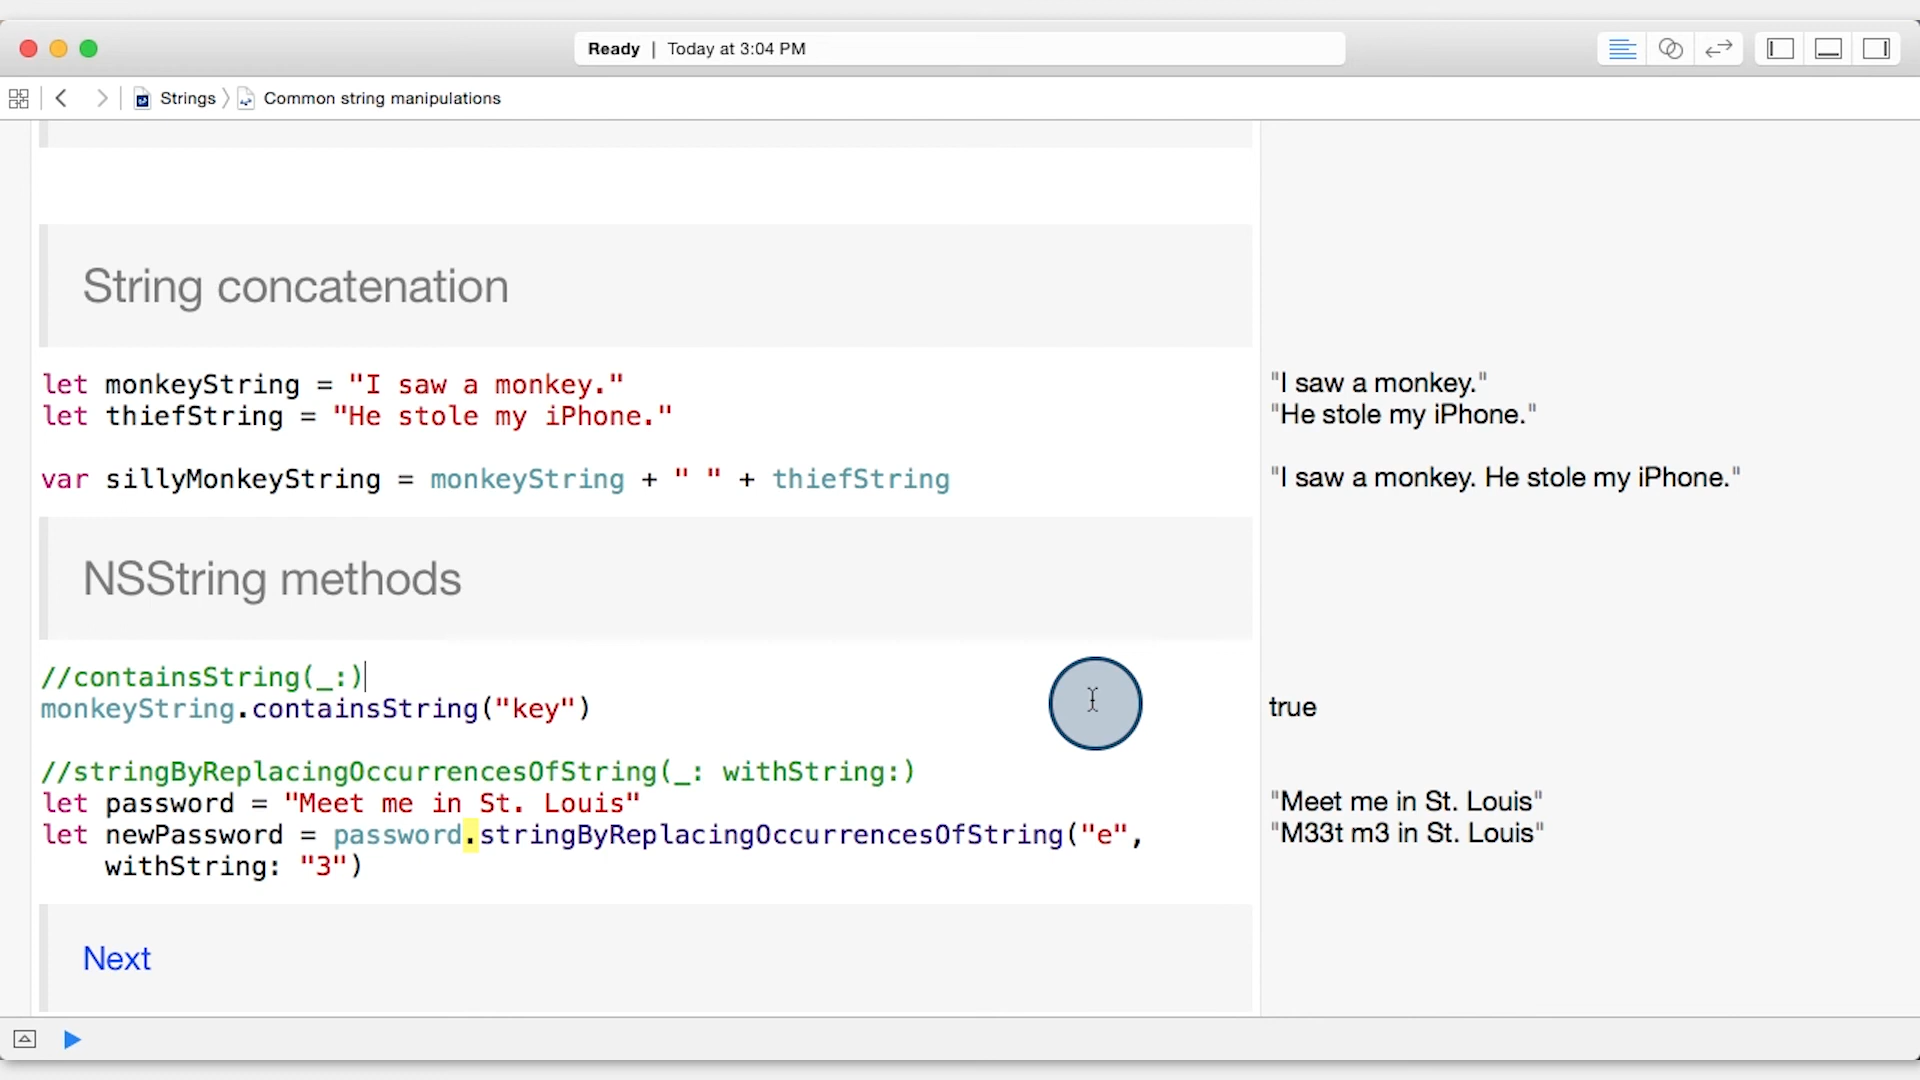 Ready | Today at 3:04 PM
Strings 〉 Common string manipulations
String concatenation
let monkeyString = "I saw a monkey."
"I saw a monkey."
let thiefString = "He stole my iPhone."
"He stole my iPhone."
var sillyMonkeyString = monkeyString + " " + thiefString
"I saw a monkey. He stole my iPhone."
NSString methods
//containsString(_:)
monkeyString.containsString("key")
true
//stringByReplacingOccurrencesOfString(_: withString:)
let password = "Meet me in St. Louis"
"Meet me in St. Louis"
let newPassword = password.stringByReplacingOccurrencesOfString("e",
"M33t m3 in St. Louis"
withString: "3")
Next